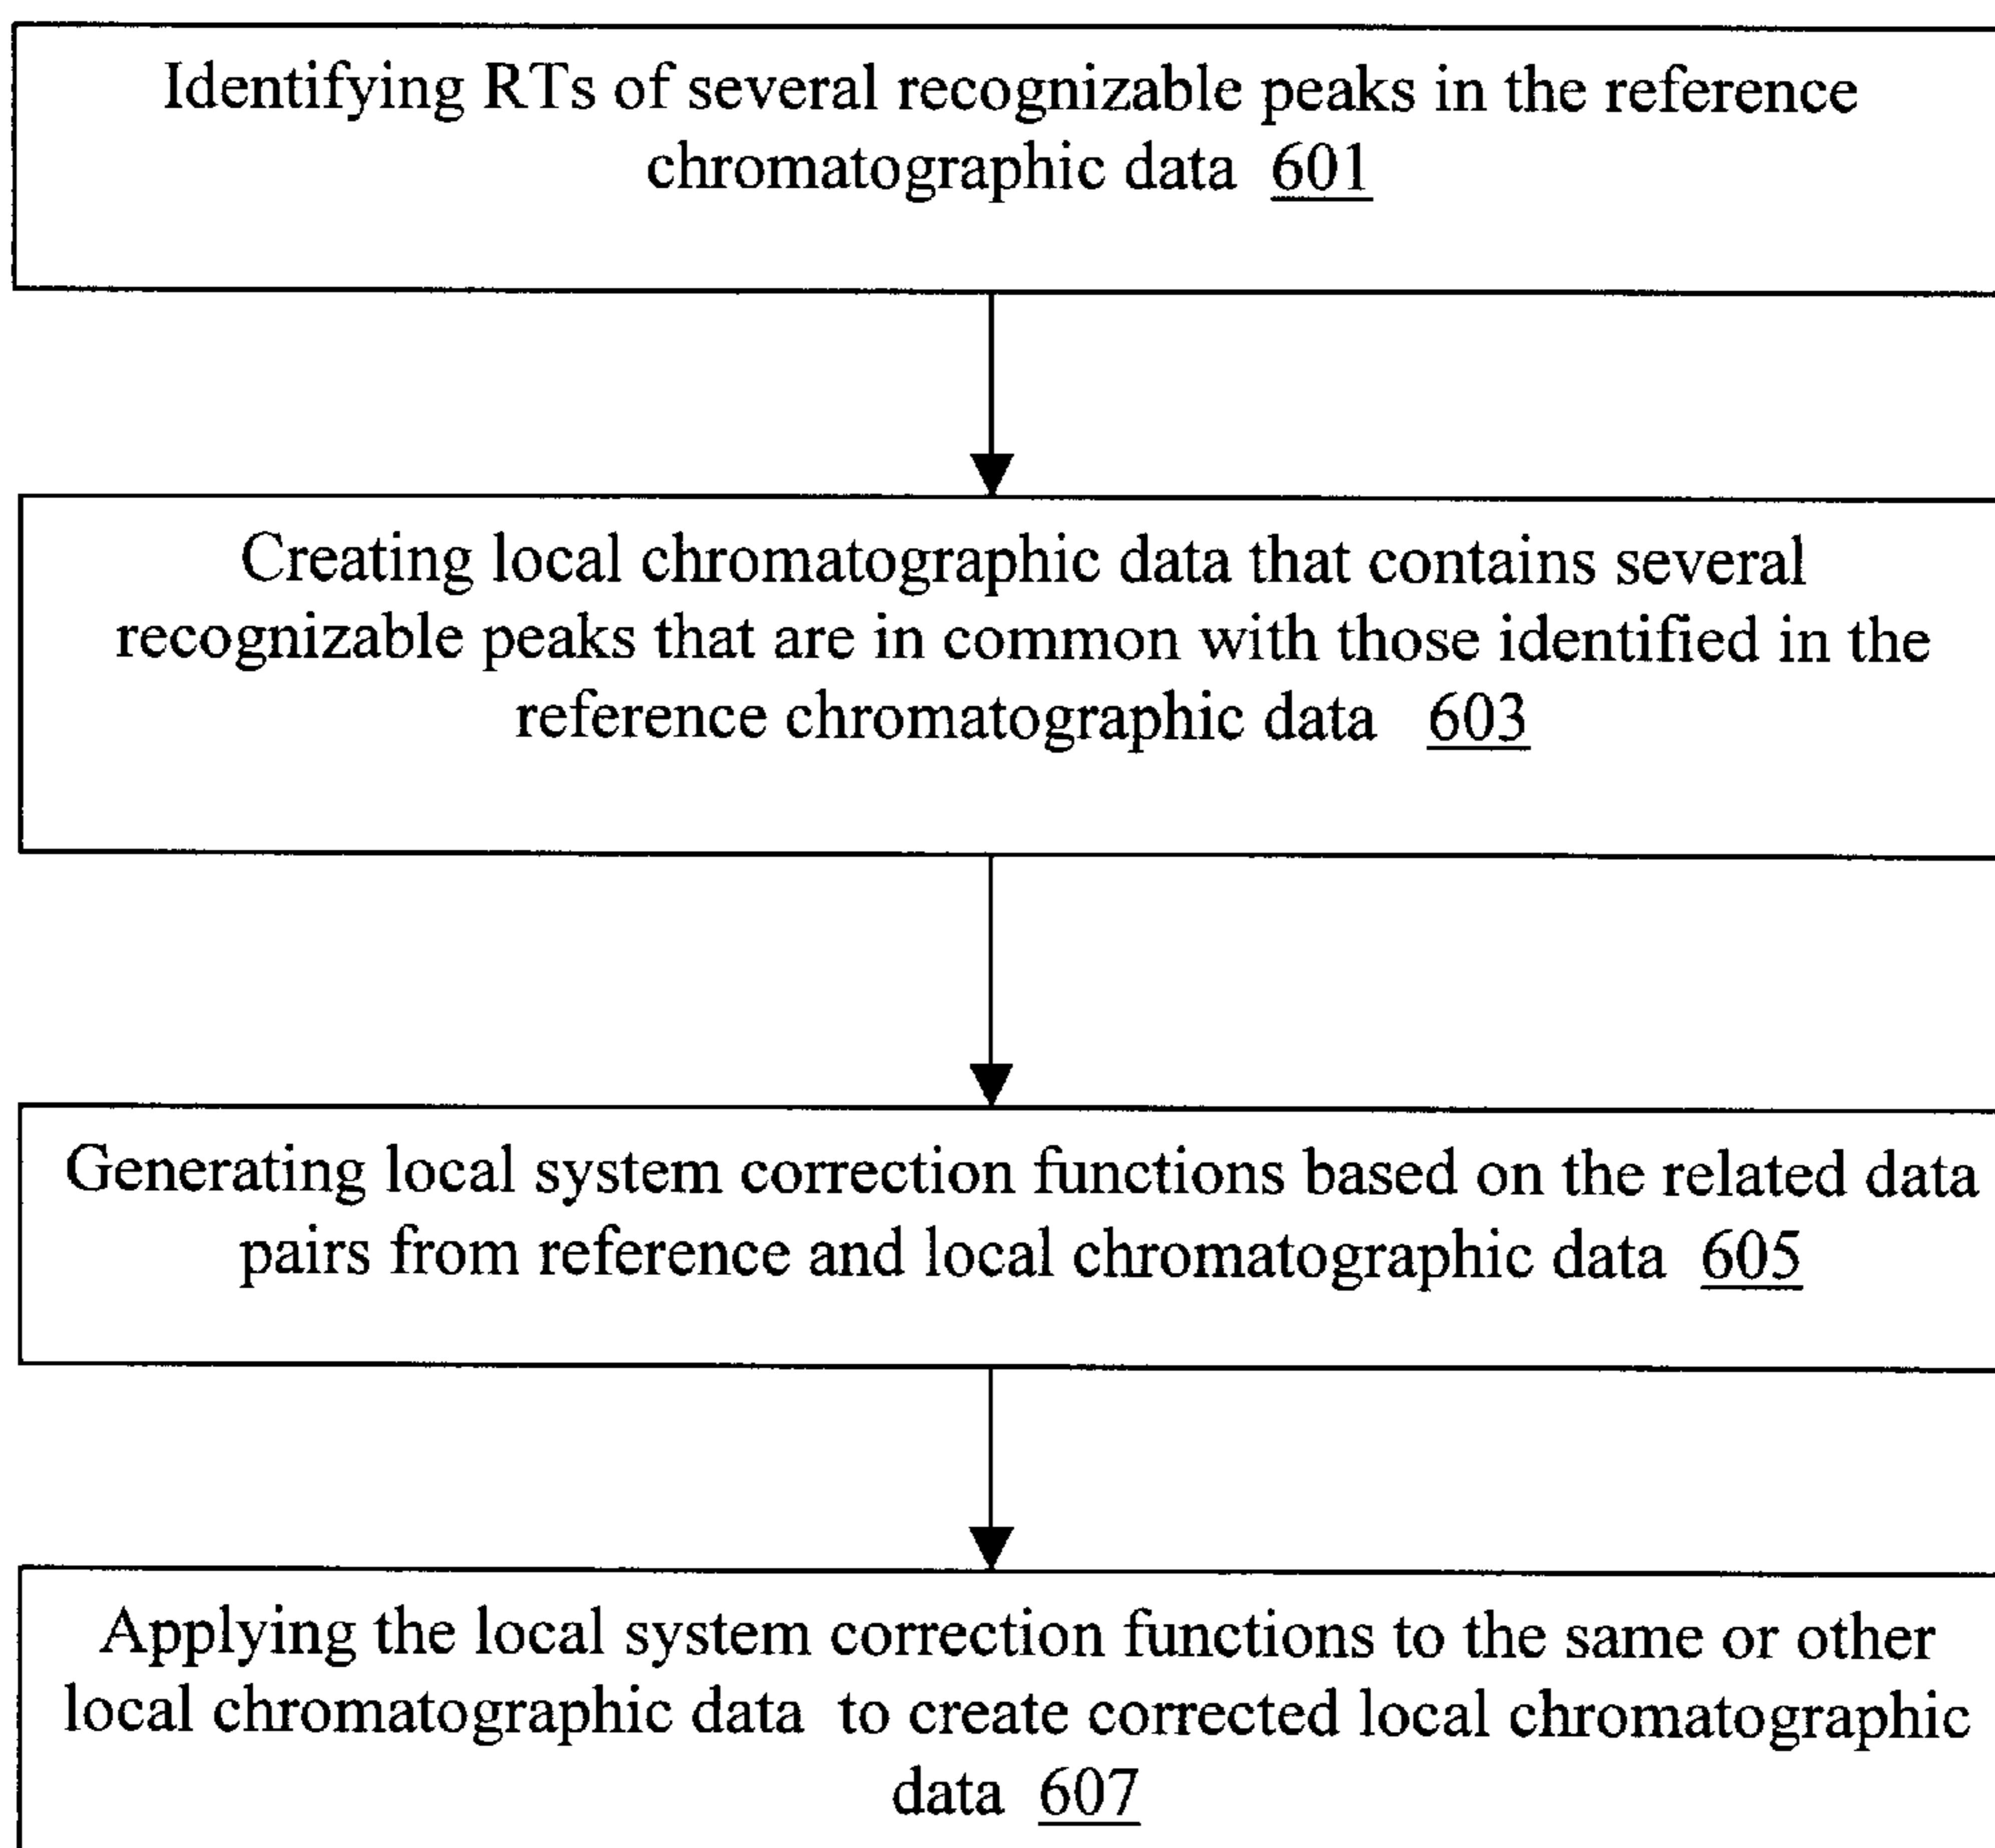 Identifying RTs of several recognizable peaks in the reference
chromatographic data 601
Creating local chromatographic data that contains several
recognizable peaks that are in common with those identified in the
reference chromatographic data 603
Generating local system correction functions based on the related data
pairs from reference and local chromatographic data 605
Applying the local system correction functions to the same or other
local chromatographic data to create corrected local chromatographic
data 607